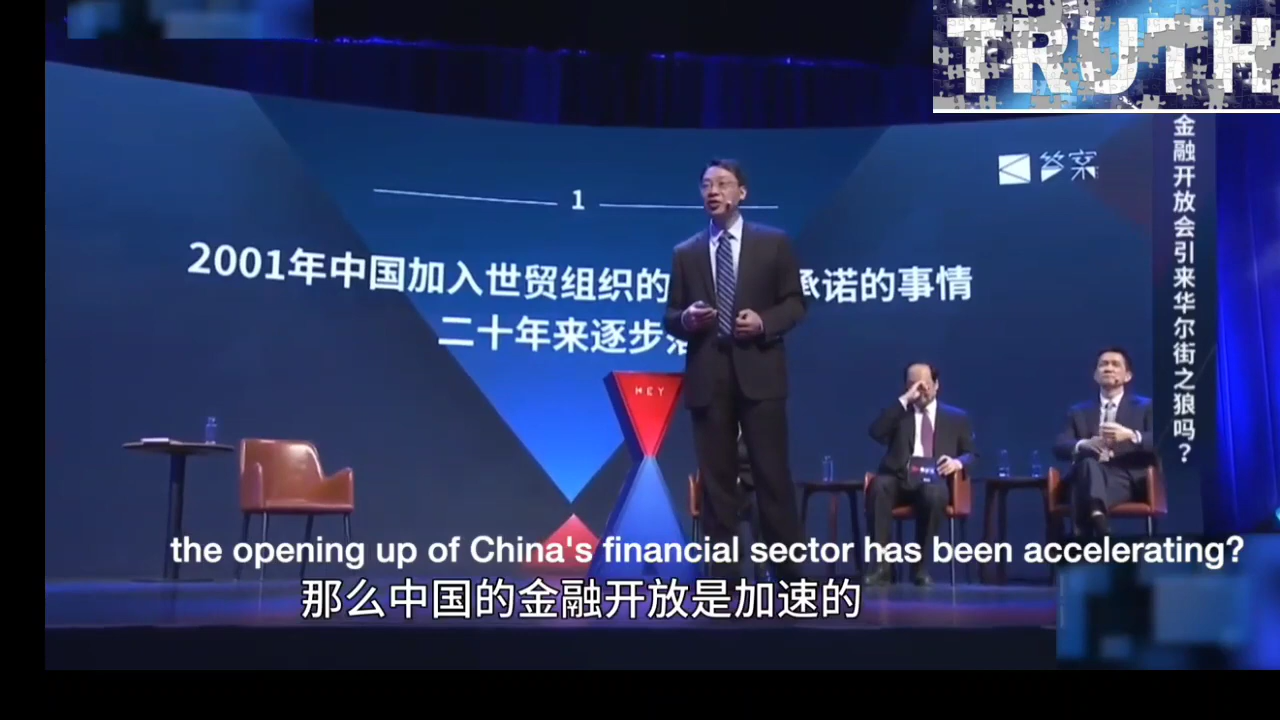 TRUTH
答案
1
2001年中国加入世贸组织的
承诺的事情
二十年来逐步
金融开放会引来华尔街之狼吗？
HEY
the opening up of China's financial sector has been accelerating?
那么中国的金融开放是加速的